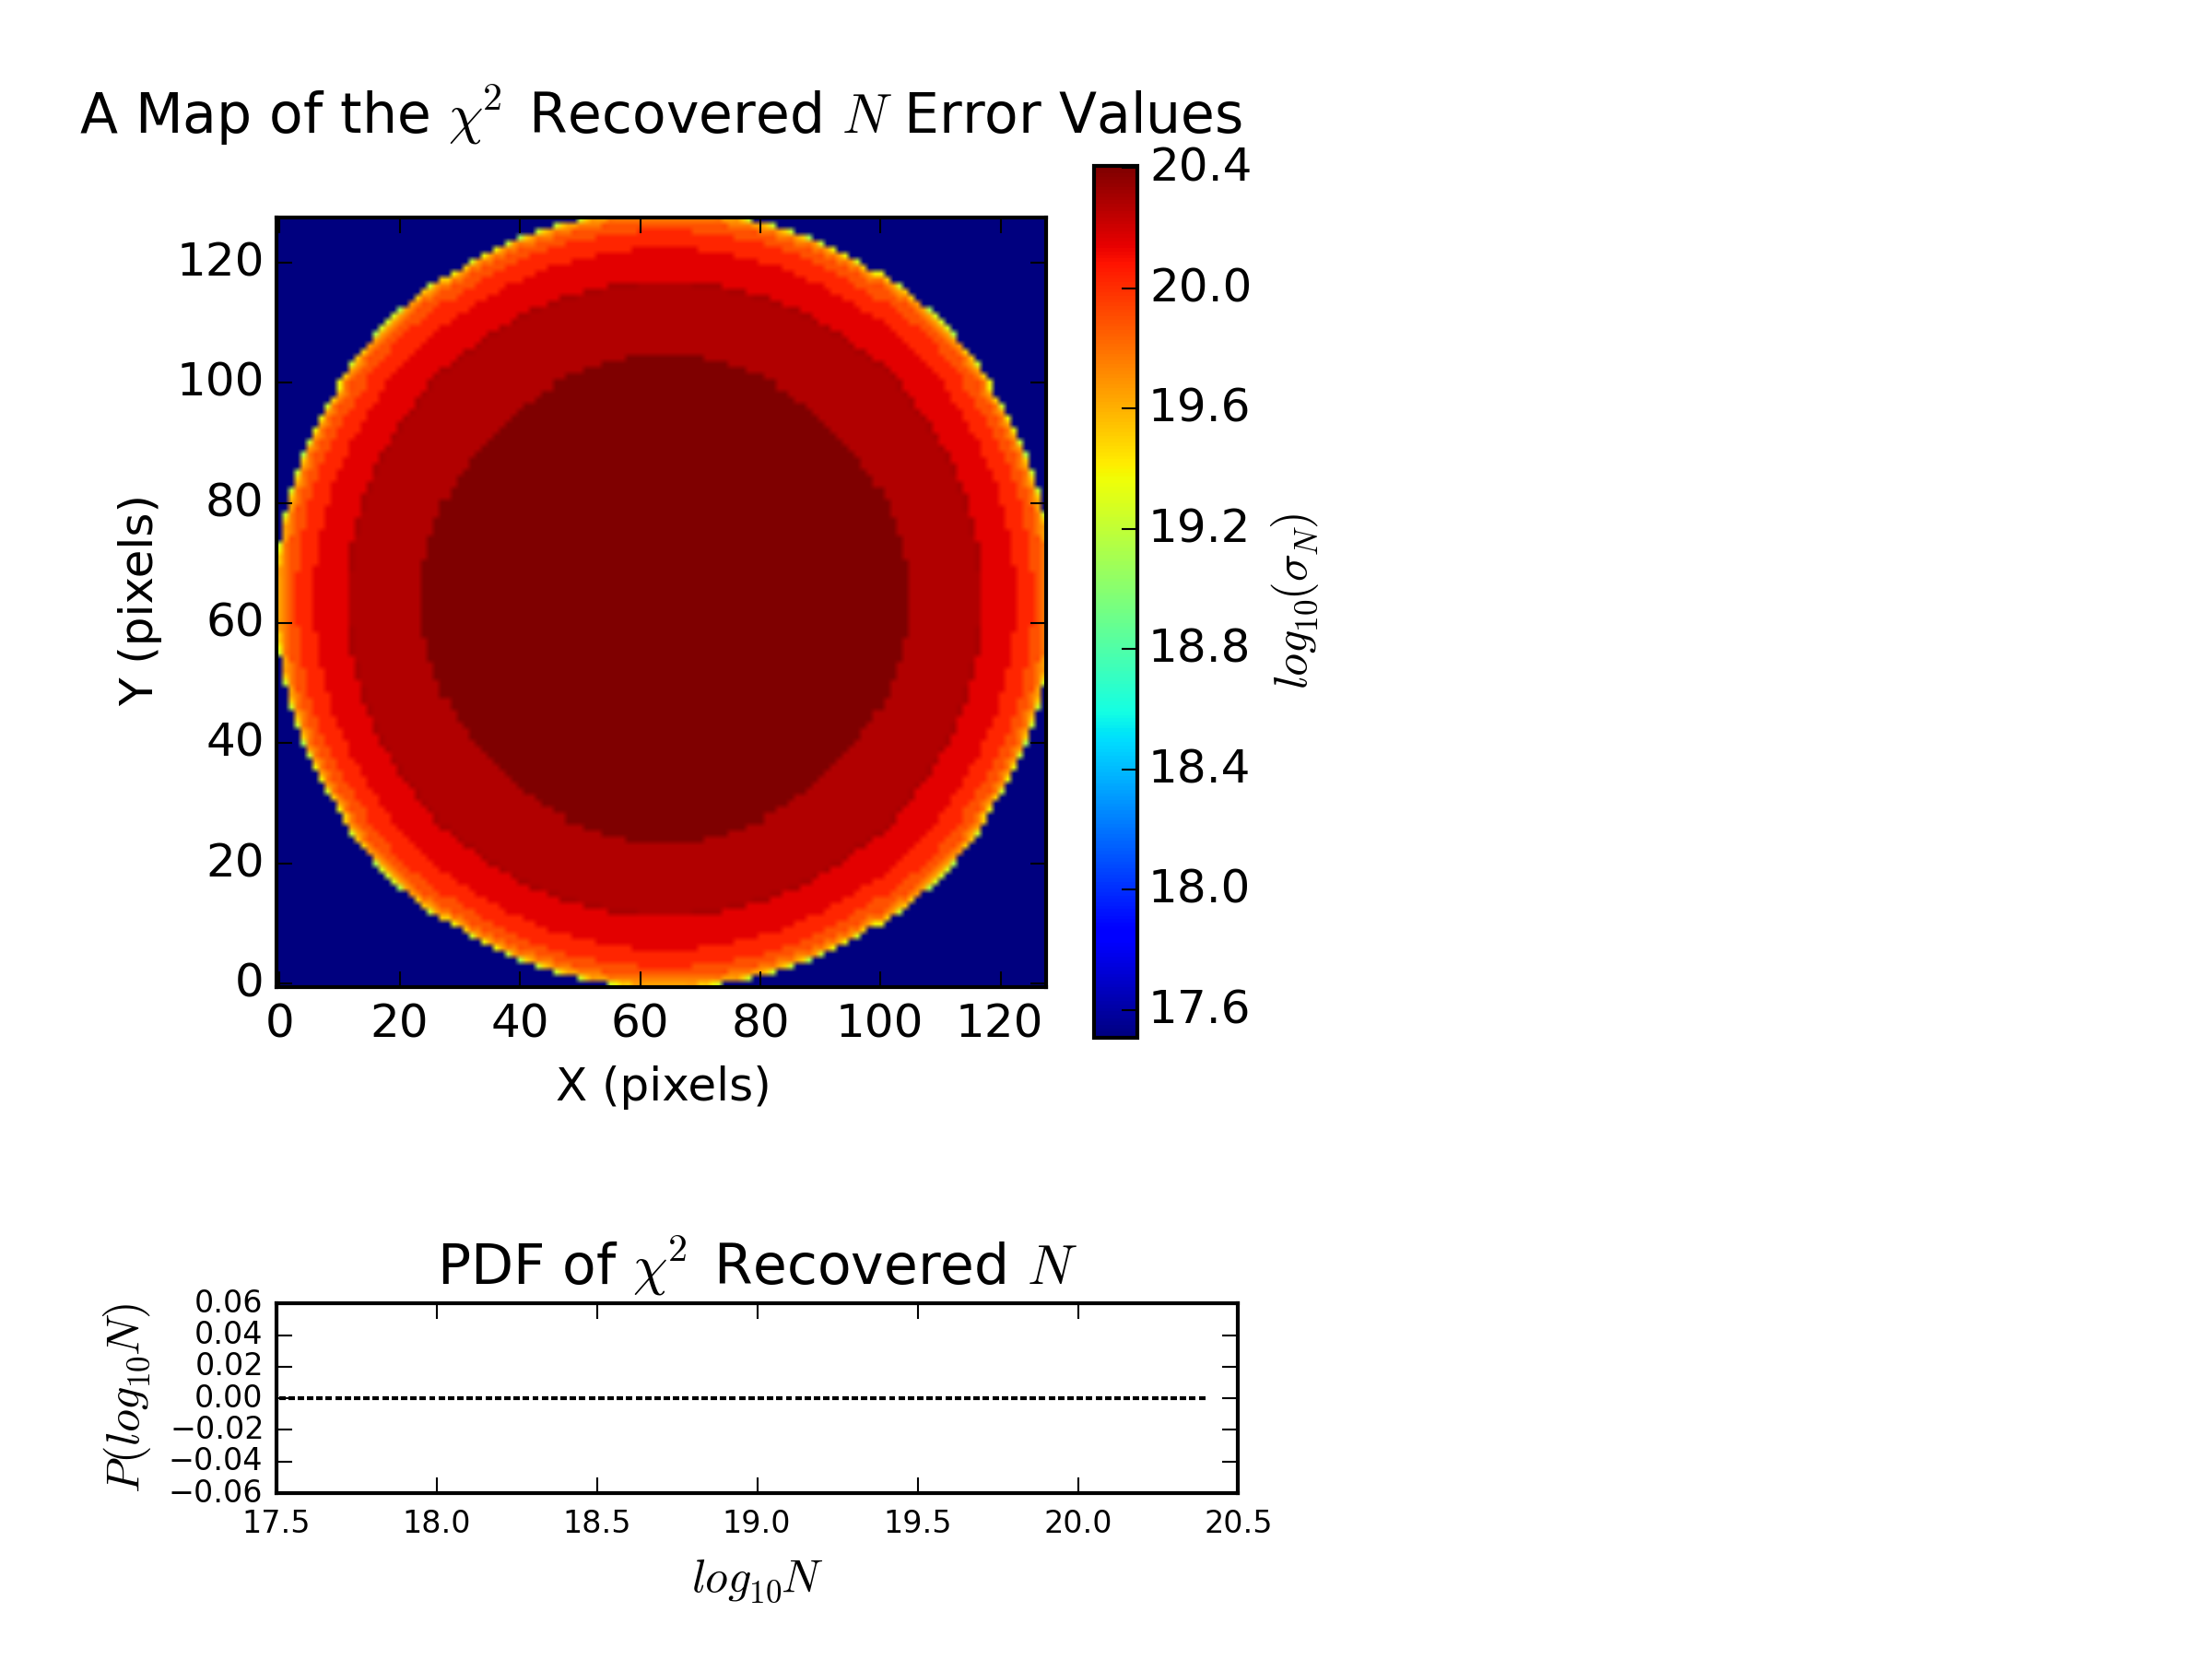 A Map of the χ² Recovered N Error Values
20.4
20.0
19.6
19.2
18.8
18.4
18.0
17.6
log₁₀(σ_N)
120
100
80
60
40
20
0
Y (pixels)
0 20 40 60 80 100 120
X (pixels)
PDF of χ² Recovered N
0.06
0.04
0.02
0.00
−0.02
−0.04
−0.06
P(log₁₀N)
17.5 18.0 18.5 19.0 19.5 20.0 20.5
log₁₀N